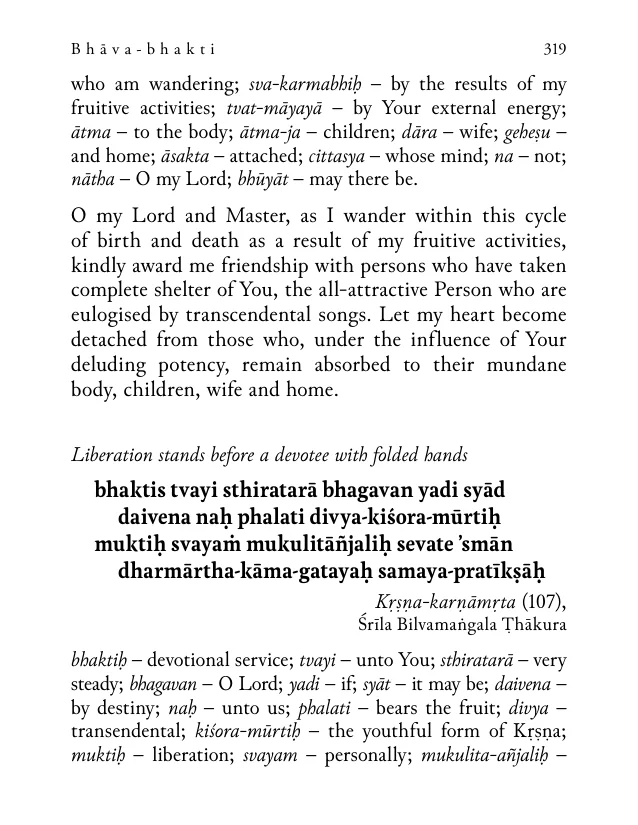 Bhāva-bhakti 319
who am wandering; sva-karmabhiḥ – by the results of my
fruitive activities; tvat-māyayā – by Your external energy;
ātma – to the body; ātma-ja – children; dāra – wife; geheṣu –
and home; āsakta – attached; cittasya – whose mind; na – not;
nātha – O my Lord; bhūyāt – may there be.
O my Lord and Master, as I wander within this cycle
of birth and death as a result of my fruitive activities,
kindly award me friendship with persons who have taken
complete shelter of You, the all-attractive Person who are
eulogised by transcendental songs. Let my heart become
detached from those who, under the influence of Your
deluding potency, remain absorbed to their mundane
body, children, wife and home.
Liberation stands before a devotee with folded hands
bhaktis tvayi sthiratarā bhagavan yadi syād
daivena naḥ phalati divya-kiśora-mūrtiḥ
muktiḥ svayaṁ mukulitāñjaliḥ sevate ’smān
dharmārtha-kāma-gatayaḥ samaya-pratīkṣāḥ
Kṛṣṇa-karṇāmṛta (107),
Śrīla Bilvamaṅgala Ṭhākura
bhaktiḥ – devotional service; tvayi – unto You; sthiratarā – very
steady; bhagavan – O Lord; yadi – if; syāt – it may be; daivena –
by destiny; naḥ – unto us; phalati – bears the fruit; divya –
transendental; kiśora-mūrtiḥ – the youthful form of Kṛṣṇa;
muktiḥ – liberation; svayam – personally; mukulita-añjaliḥ –